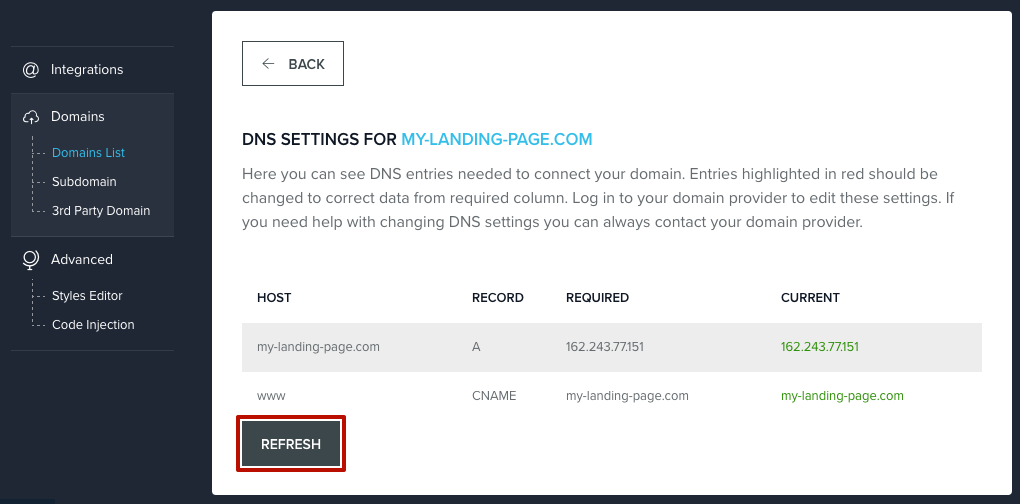 Integrations
Domains
Domains List
Subdomain
3rd Party Domain
Advanced
Styles Editor
Code Injection
BACK
DNS SETTINGS FOR MY-LANDING-PAGE.COM
Here you can see DNS entries needed to connect your domain. Entries highlighted in red should be
changed to correct data from required column. Log in to your domain provider to edit these settings. If
you need help with changing DNS settings you can always contact your domain provider.
HOST RECORD REQUIRED CURRENT
my-landing-page.com A 162.243.77.151 162.243.77.151
www CNAME my-landing-page.com my-landing-page.com
REFRESH